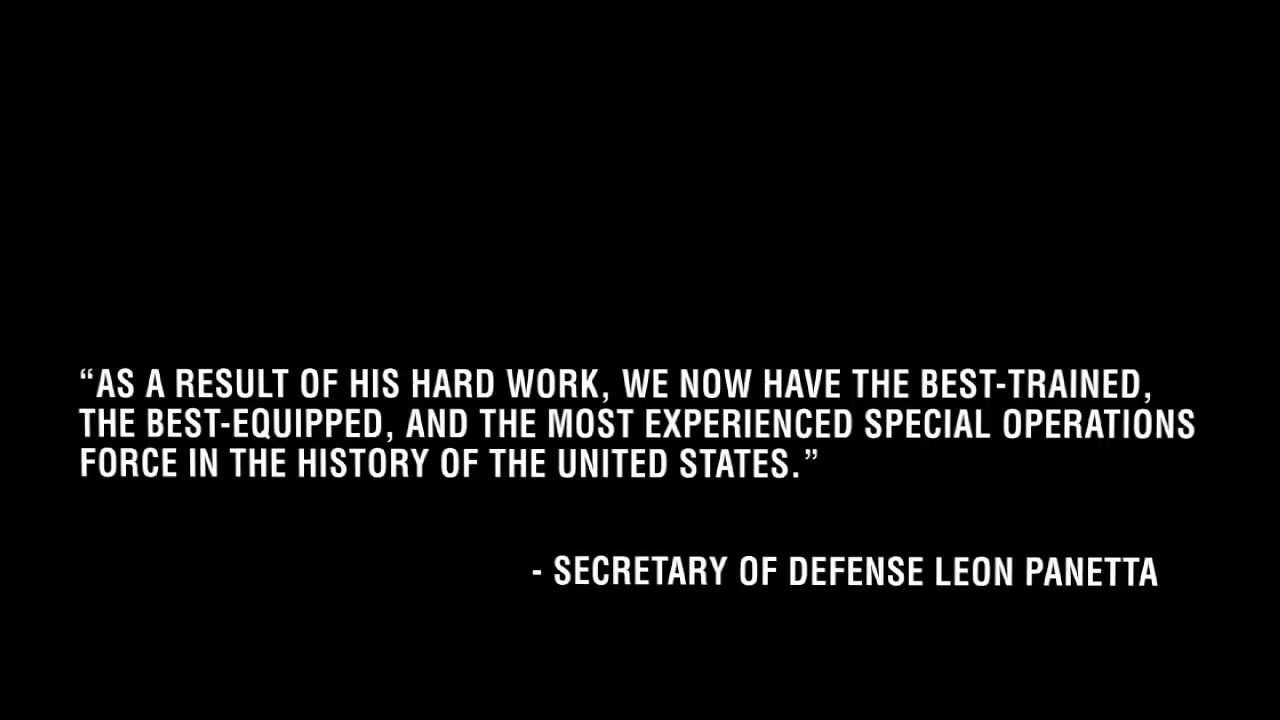 “AS A RESULT OF HIS HARD WORK, WE NOW HAVE THE BEST-TRAINED,
THE BEST-EQUIPPED, AND THE MOST EXPERIENCED SPECIAL OPERATIONS
FORCE IN THE HISTORY OF THE UNITED STATES.”
- SECRETARY OF DEFENSE LEON PANETTA